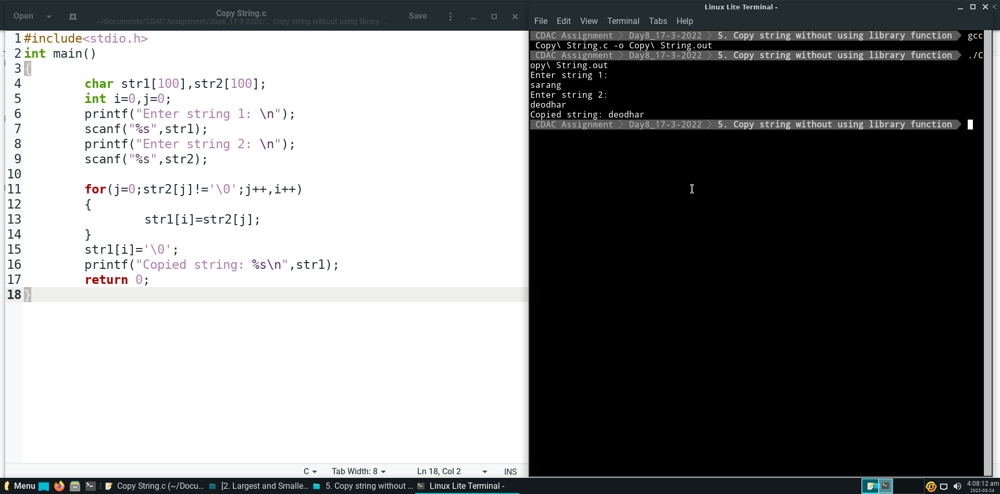 Open
Copy String.c
~/Documents/CDAC Assignment/Day8_17-3-2022/... Copy string without using library ...
Save
1 #include<stdio.h>
2 int main()
3 {
4 char str1[100],str2[100];
5 int i=0,j=0;
6 printf("Enter string 1: \n");
7 scanf("%s",str1);
8 printf("Enter string 2: \n");
9 scanf("%s",str2);
10
11 for(j=0;str2[j]!='\0';j++,i++)
12 {
13 str1[i]=str2[j];
14 }
15 str1[i]='\0';
16 printf("Copied string: %s\n",str1);
17 return 0;
18 }
C Tab Width: 8 Ln 18, Col 2 INS
Linux Lite Terminal -
File Edit View Terminal Tabs Help
CDAC Assignment Day8_17-3-2022 5. Copy string without using library function gcc
Copy\ String.c -o Copy\ String.out
CDAC Assignment Day8_17-3-2022 5. Copy string without using library function ./C
opy\ String.out
Enter string 1:
sarang
Enter string 2:
deodhar
Copied string: deodhar
CDAC Assignment Day8_17-3-2022 5. Copy string without using library function
Menu Copy String.c (~/Docu... [2. Largest and Smalle... 5. Copy string without ... Linux Lite Terminal - 4:08:12 am
2022-03-24